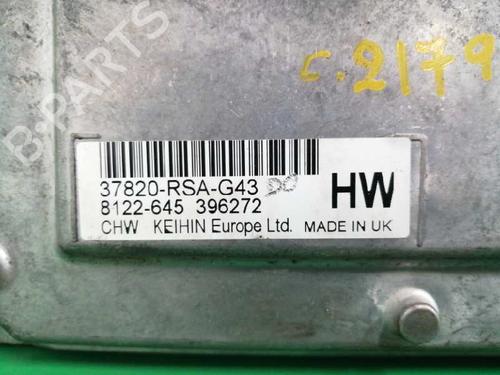 c.2179
37820-RSA-G43
8122-645 396272
CHW KEIHIN Europe Ltd. MADE IN UK
HW
B-PARTS